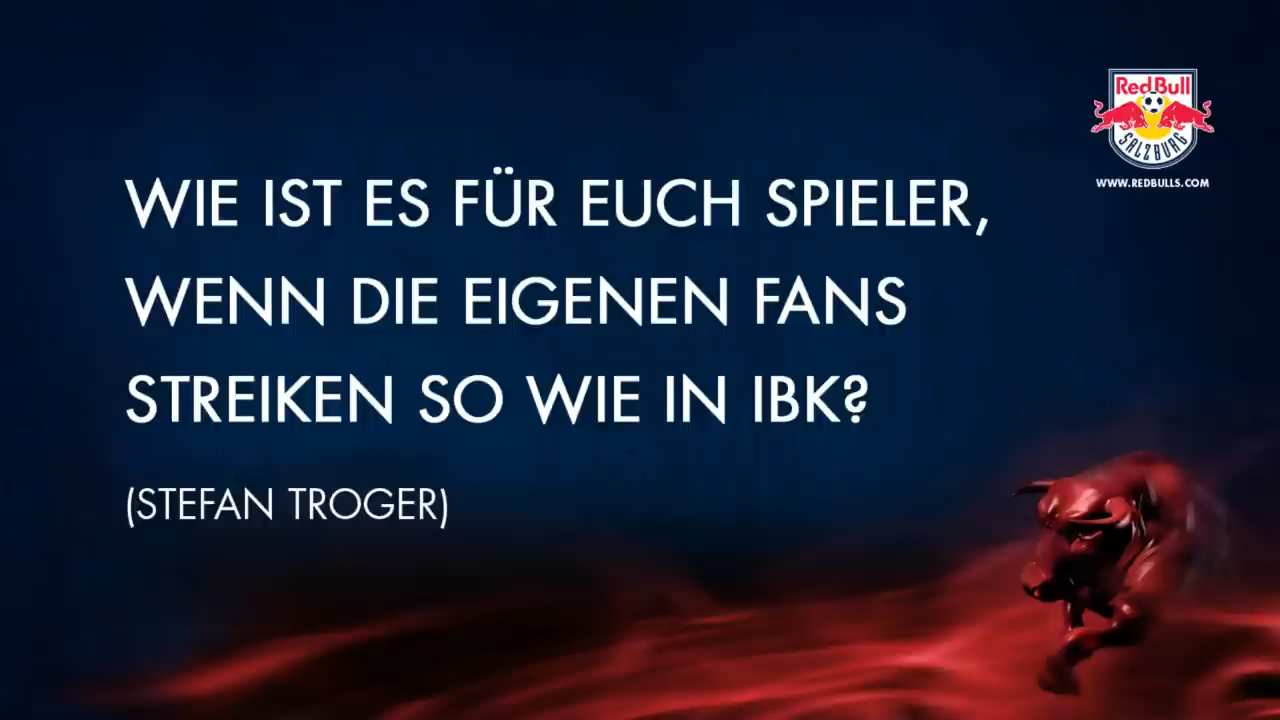 Red Bull
SALZBURG
WWW.REDBULLS.COM
WIE IST ES FÜR EUCH SPIELER,
WENN DIE EIGENEN FANS
STREIKEN SO WIE IN IBK?
(STEFAN TROGER)